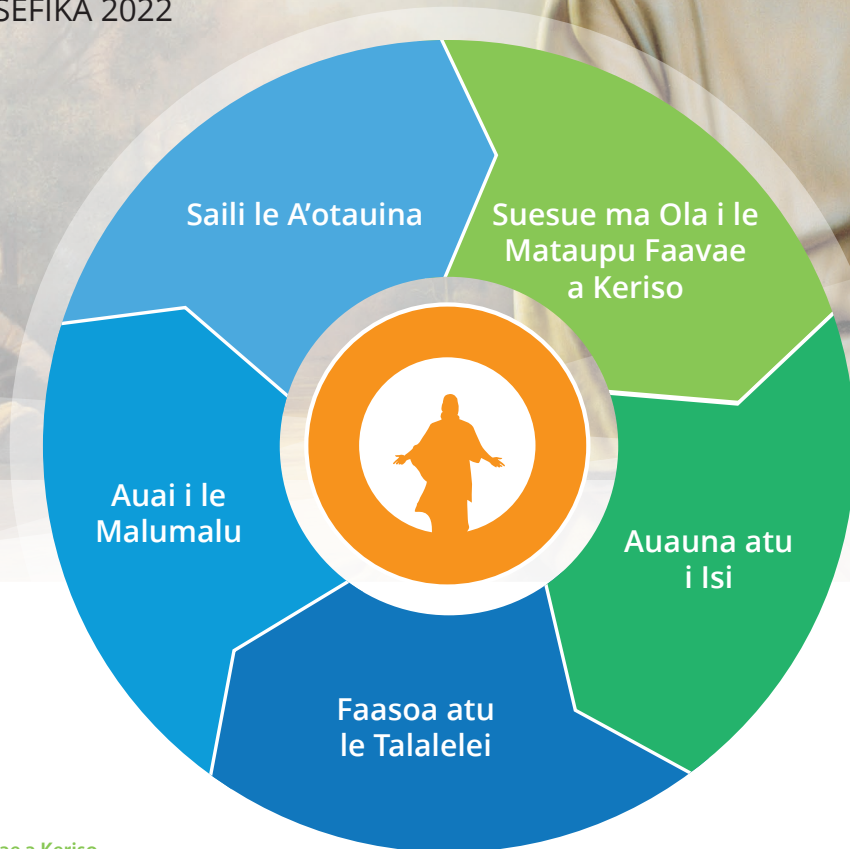 SEFIKA 2022
Saili le A'otauina
Suesue ma Ola i le
Mataupu Faavae
a Keriso
Auauna atu
i Isi
Faasoa atu
le Talalelei
Auai i le
Malumalu